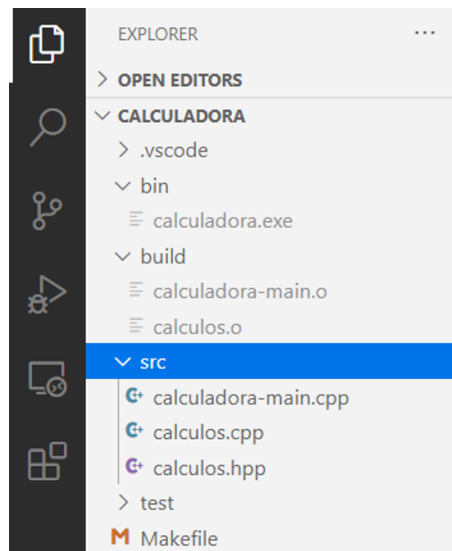 EXPLORER
OPEN EDITORS
CALCULADORA
.vscode
bin
calculadora.exe
build
calculadora-main.o
calculos.o
src
calculadora-main.cpp
calculos.cpp
calculos.hpp
test
Makefile